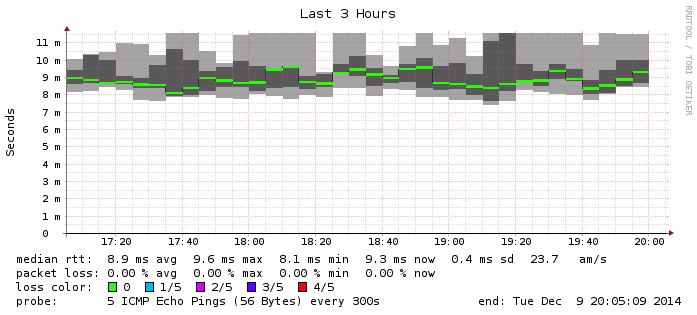 Last 3 Hours
RRDTOOL / TOBI OETIKER
Seconds
11 m
10 m
9 m
8 m
7 m
6 m
5 m
4 m
3 m
2 m
1 m
0
17:20 17:40 18:00 18:20 18:40 19:00 19:20 19:40 20:00
median rtt: 8.9 ms avg 9.6 ms max 8.1 ms min 9.3 ms now 0.4 ms sd 23.7 am/s
packet loss: 0.00 % avg 0.00 % max 0.00 % min 0.00 % now
loss color: 0 1/5 2/5 3/5 4/5
probe: 5 ICMP Echo Pings (56 Bytes) every 300s end: Tue Dec 9 20:05:09 2014